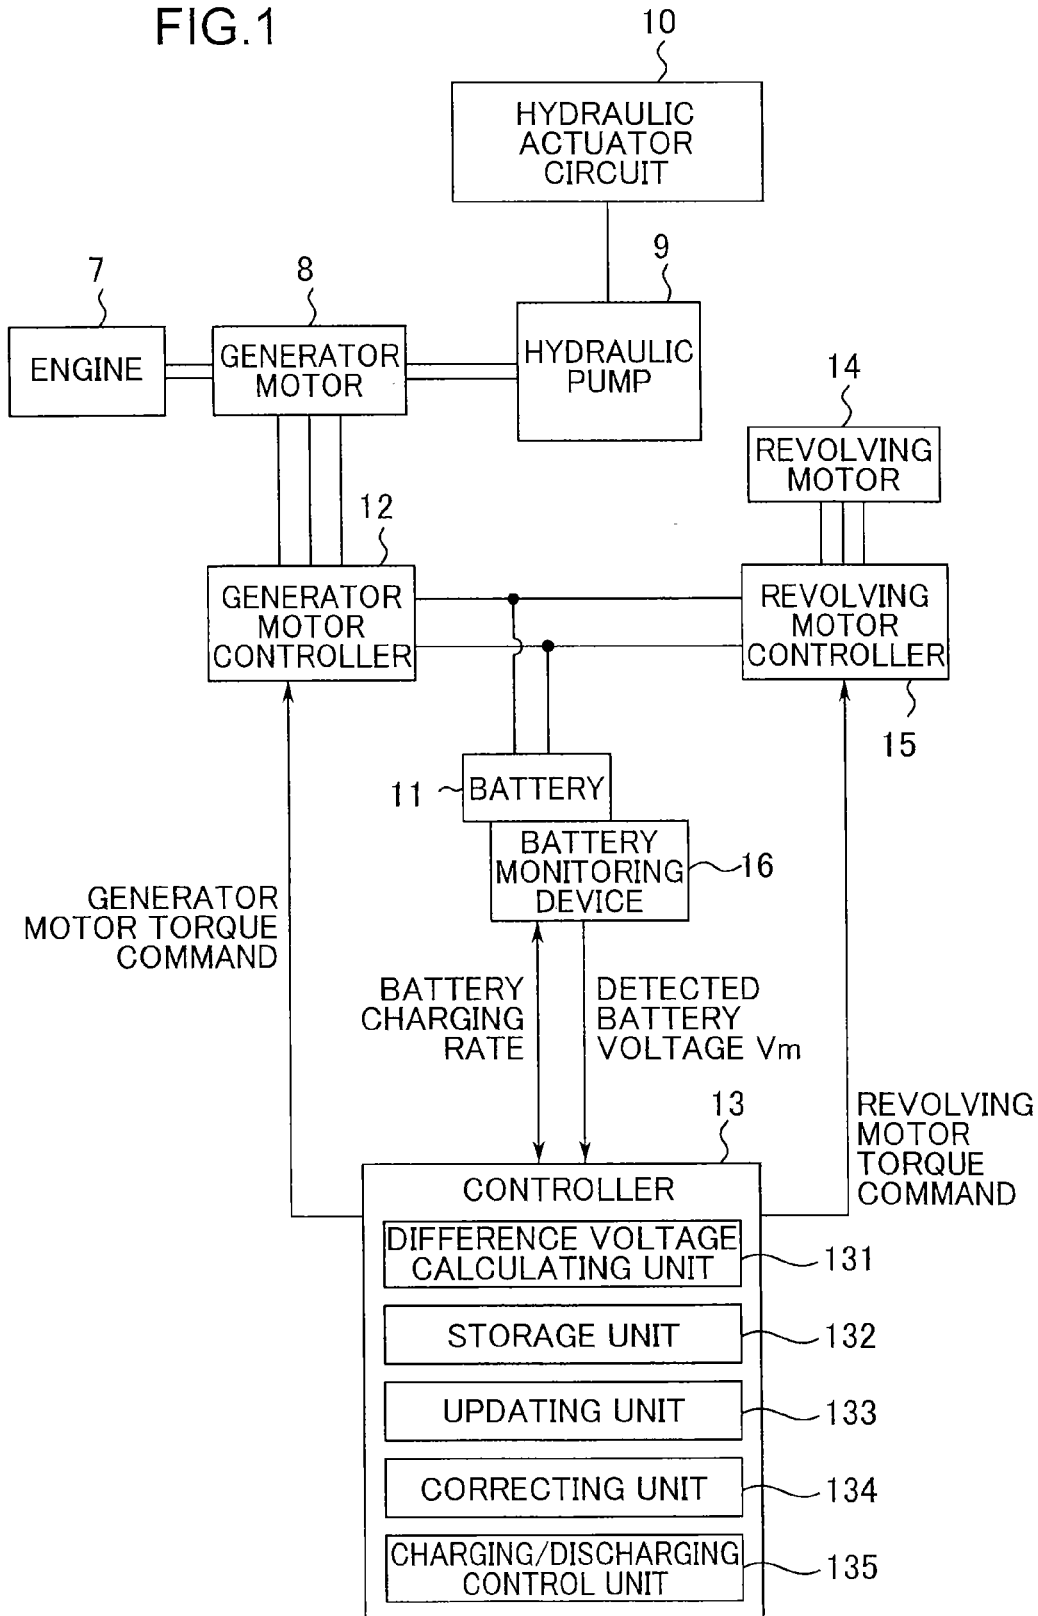 FIG.1
10
HYDRAULIC
ACTUATOR
CIRCUIT
9
HYDRAULIC
PUMP
7
ENGINE
8
GENERATOR
MOTOR
14
REVOLVING
MOTOR
12
GENERATOR
MOTOR
CONTROLLER
REVOLVING
MOTOR
CONTROLLER
15
11
BATTERY
BATTERY
MONITORING
DEVICE
16
GENERATOR
MOTOR TORQUE
COMMAND
BATTERY
CHARGING
RATE
DETECTED
BATTERY
VOLTAGE Vm
REVOLVING
MOTOR
TORQUE
COMMAND
13
CONTROLLER
DIFFERENCE VOLTAGE
CALCULATING UNIT
131
STORAGE UNIT
132
UPDATING UNIT
133
CORRECTING UNIT
134
CHARGING/DISCHARGING
CONTROL UNIT
135